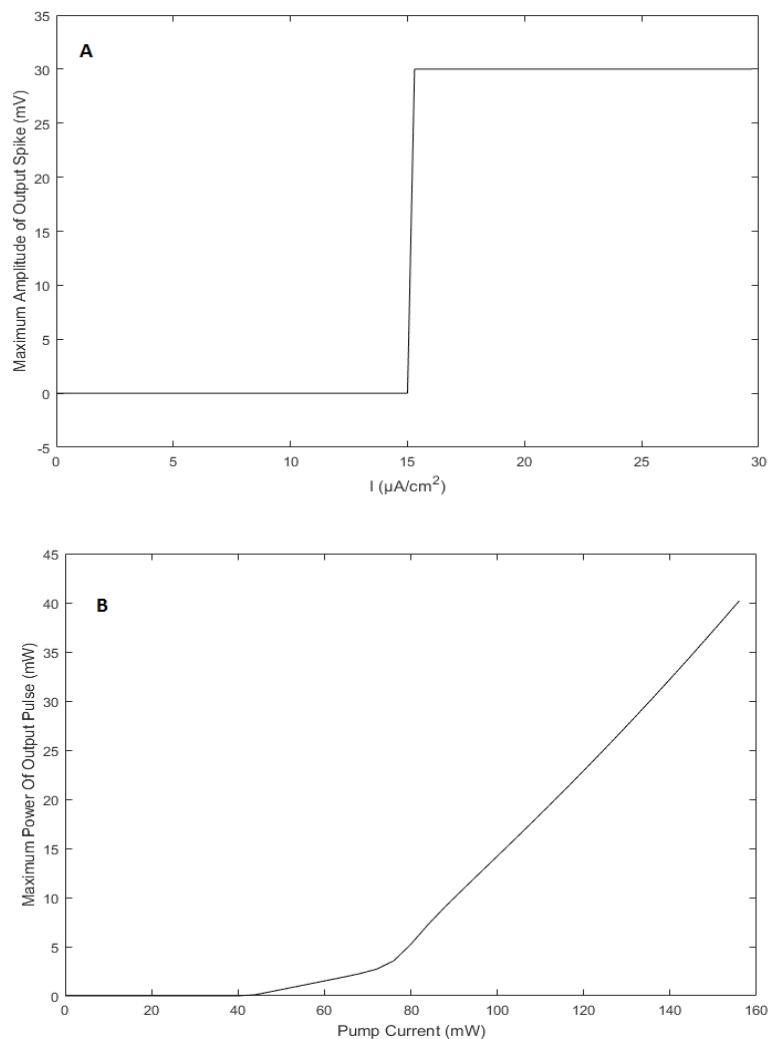 A
Maximum Amplitude of Output Spike (mV)
35
30
25
20
15
10
5
0
-5
0 5 10 15 20 25 30
I (µA/cm²)
B
Maximum Power Of Output Pulse (mW)
45
40
35
30
25
20
15
10
5
0
0 20 40 60 80 100 120 140 160
Pump Current (mW)